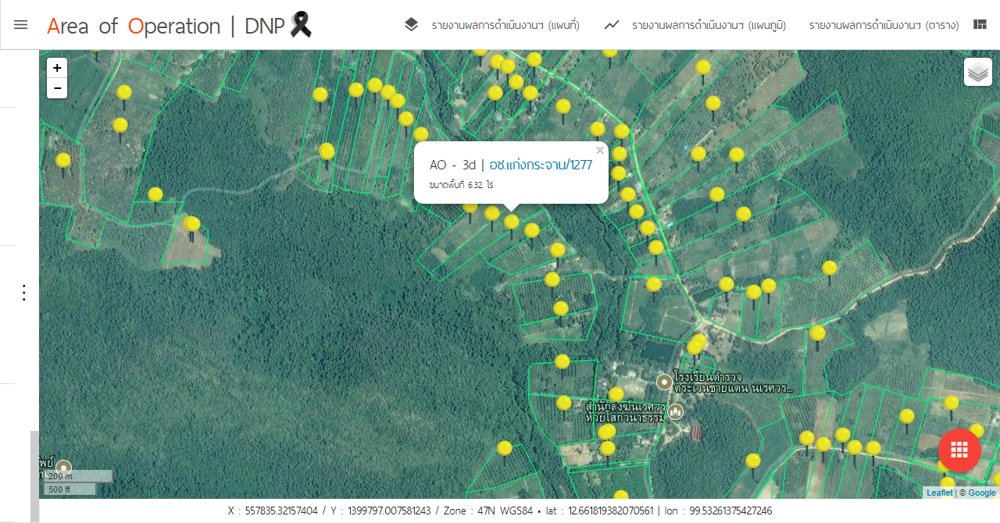 Area of Operation | DNP
รายงานผลการดำเนินงานฯ (แผนที่)
รายงานผลการดำเนินงานฯ (แผนภูมิ)
รายงานผลการดำเนินงานฯ (ตาราง)
+
−
AO - 3d | อช.แก่งกระจาน/1277
×
ขนาดพื้นที่ 6.32 ไร่
โรงเรียนตำรวจ
ตระเวนชายแดน นเรศวร...
สำนักสงฆ์นเรศวร
ห้วยโสกวนาธรรม
200 m
500 ft
Leaflet | © Google
X : 557835.32157404 / Y : 1399797.007581243 / Zone : 47N WGS84 • lat : 12.661819382070561 | lon : 99.53261375427246